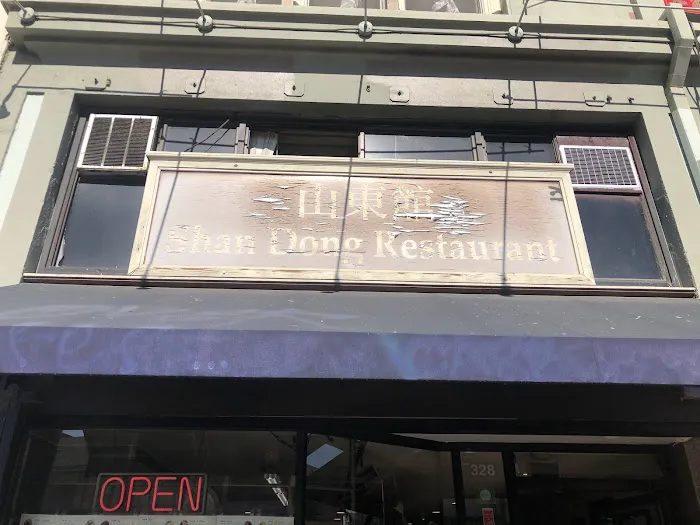 山東館
Shan Dong Restaurant
328
OPEN